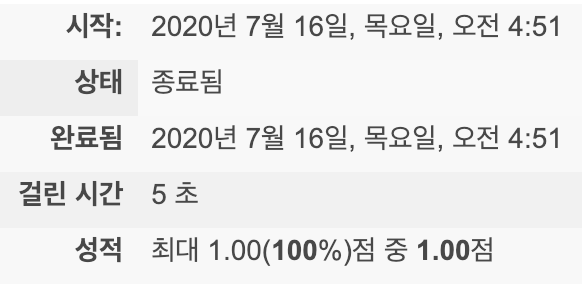 시작: 2020년 7월 16일, 목요일, 오전 4:51
상태 종료됨
완료됨 2020년 7월 16일, 목요일, 오전 4:51
걸린 시간 5 초
성적 최대 1.00(100%)점 중 1.00점